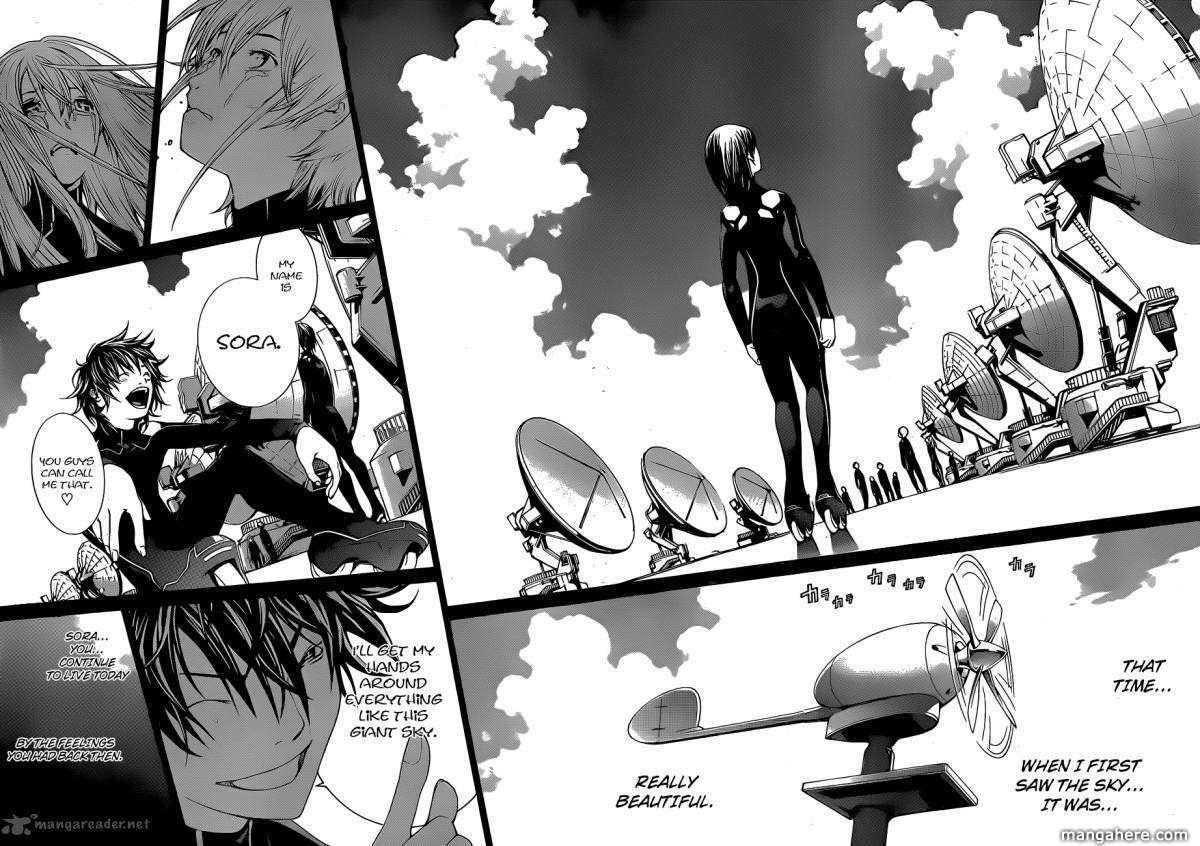 カラ
カラ
カラ
カラ
カラ
THAT
TIME...
WHEN I FIRST
SAW THE SKY...
IT WAS...
REALLY
BEAUTIFUL.
MY
NAME
IS
SORA.
YOU GUYS
CAN CALL
ME THAT.
♡
I'LL GET MY
HANDS
AROUND
EVERYTHING
LIKE THIS
GIANT SKY.
SORA...
YOU...
CONTINUE
TO LIVE TODAY
BY THE FEELINGS
YOU HAD BACK THEN.
mangareader.net
mangahere.com